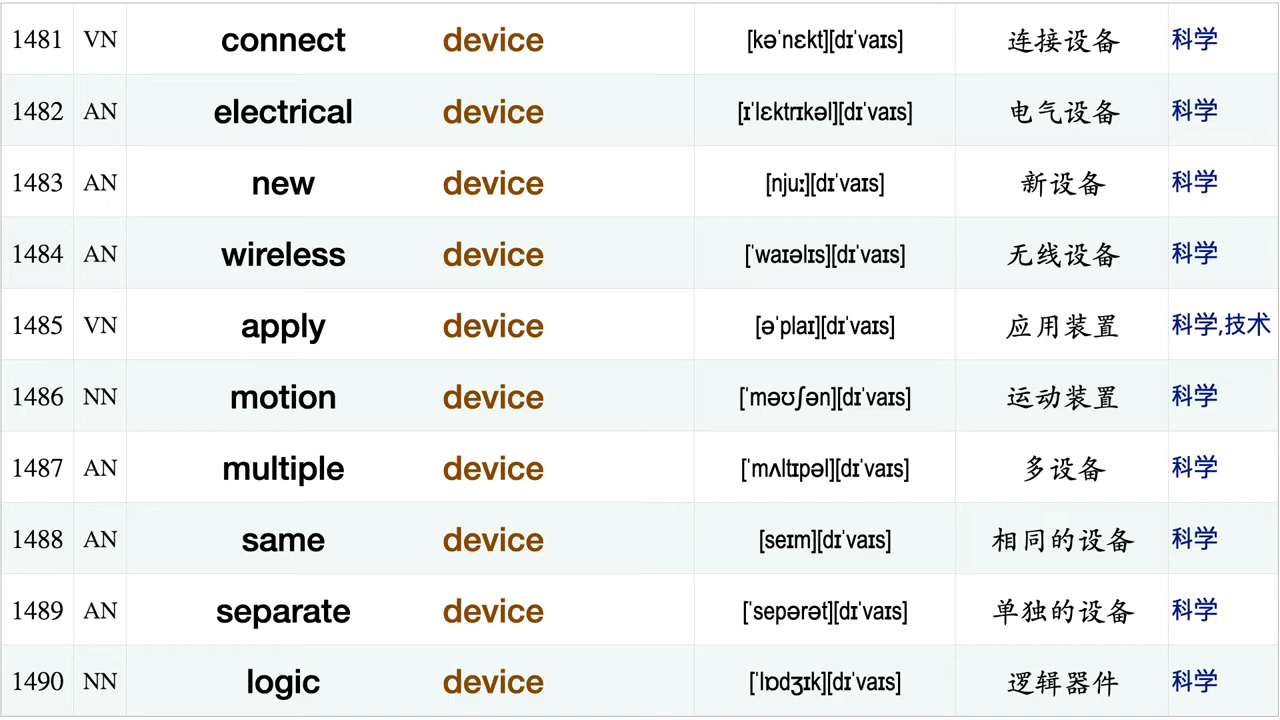 1481 VN connect device [kəˈnɛkt][dɪˈvaɪs] 连接设备 科学
1482 AN electrical device [ɪˈlɛktrɪkəl][dɪˈvaɪs] 电气设备 科学
1483 AN new device [njuː][dɪˈvaɪs] 新设备 科学
1484 AN wireless device [ˈwaɪəlɪs][dɪˈvaɪs] 无线设备 科学
1485 VN apply device [əˈplaɪ][dɪˈvaɪs] 应用装置 科学,技术
1486 NN motion device [ˈməʊʃən][dɪˈvaɪs] 运动装置 科学
1487 AN multiple device [ˈmʌltɪpəl][dɪˈvaɪs] 多设备 科学
1488 AN same device [seɪm][dɪˈvaɪs] 相同的设备 科学
1489 AN separate device [ˈsepərət][dɪˈvaɪs] 单独的设备 科学
1490 NN logic device [ˈlɒdʒɪk][dɪˈvaɪs] 逻辑器件 科学